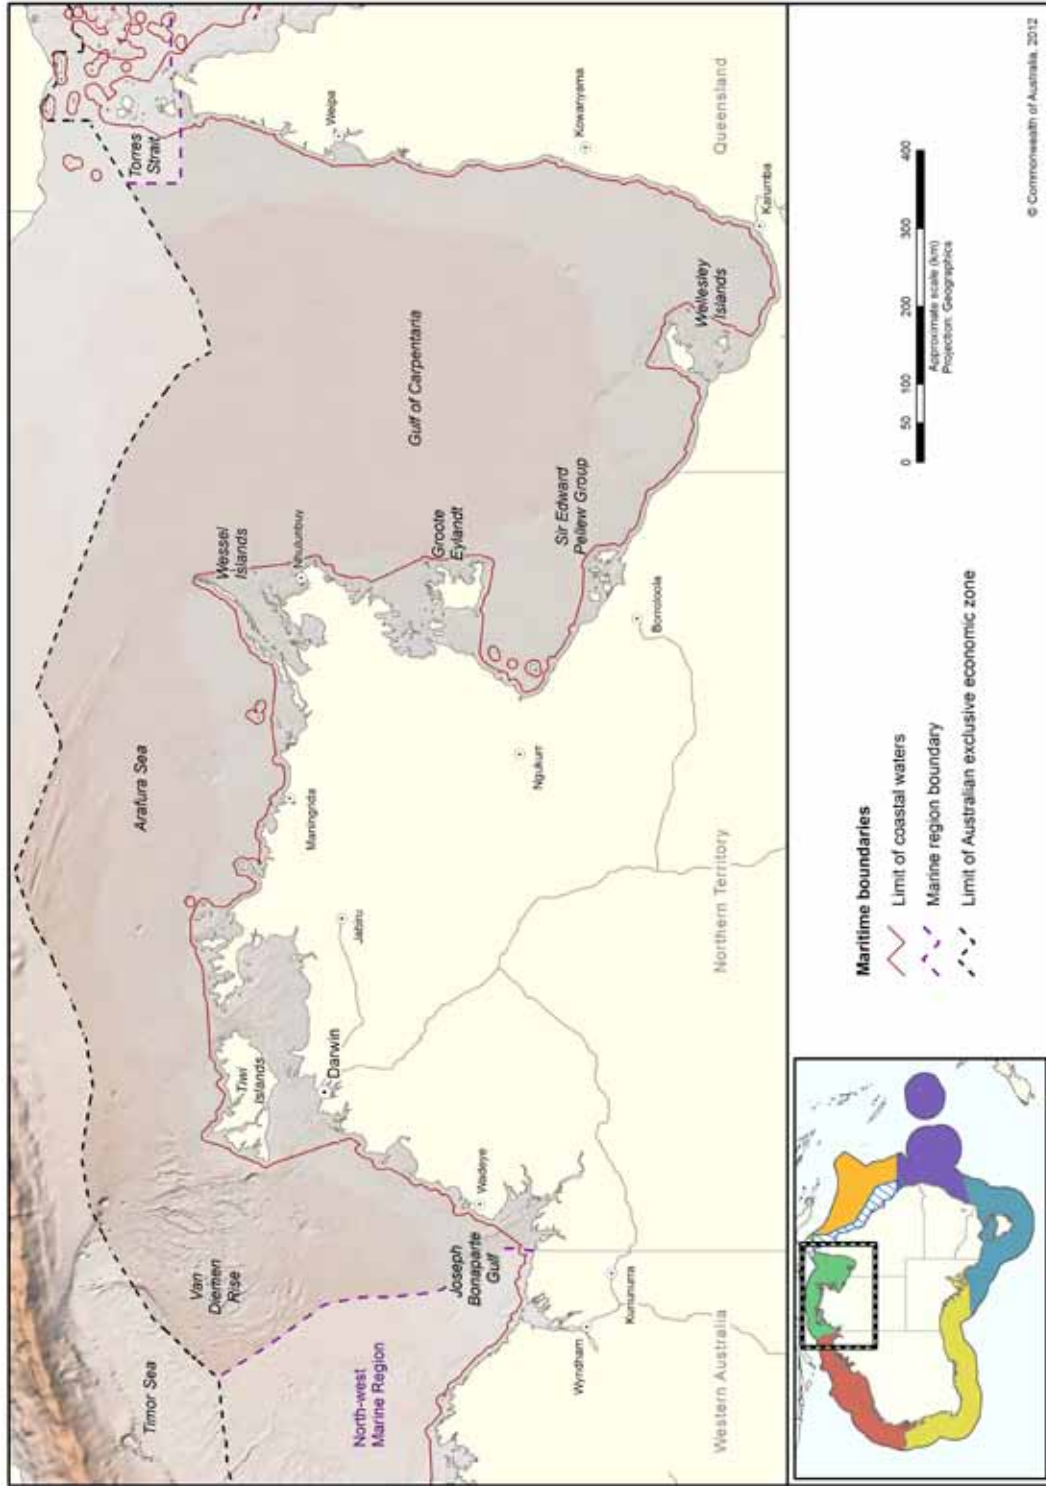 Timor Sea
Van
Diemen
Rise
North-west
Marine Region
Joseph
Bonaparte
Gulf
Wadeye
Wyndham
Kununurra
Western Australia
Tiwi
Islands
Darwin
Jabiru
Northern Territory
Arafura Sea
Maningrida
Ngukurr
Wessel
Islands
Nhulunbuy
Groote
Eylandt
Sir Edward
Pellew Group
Borroloola
Gulf of Carpentaria
Wellesley
Islands
Torres
Strait
Weipa
Kowanyama
Karumba
Queensland
Maritime boundaries
Limit of coastal waters
Marine region boundary
Limit of Australian exclusive economic zone
0 50 100 200 300 400
Approximate scale (km)
Projection: Geographics
© Commonwealth of Australia, 2012